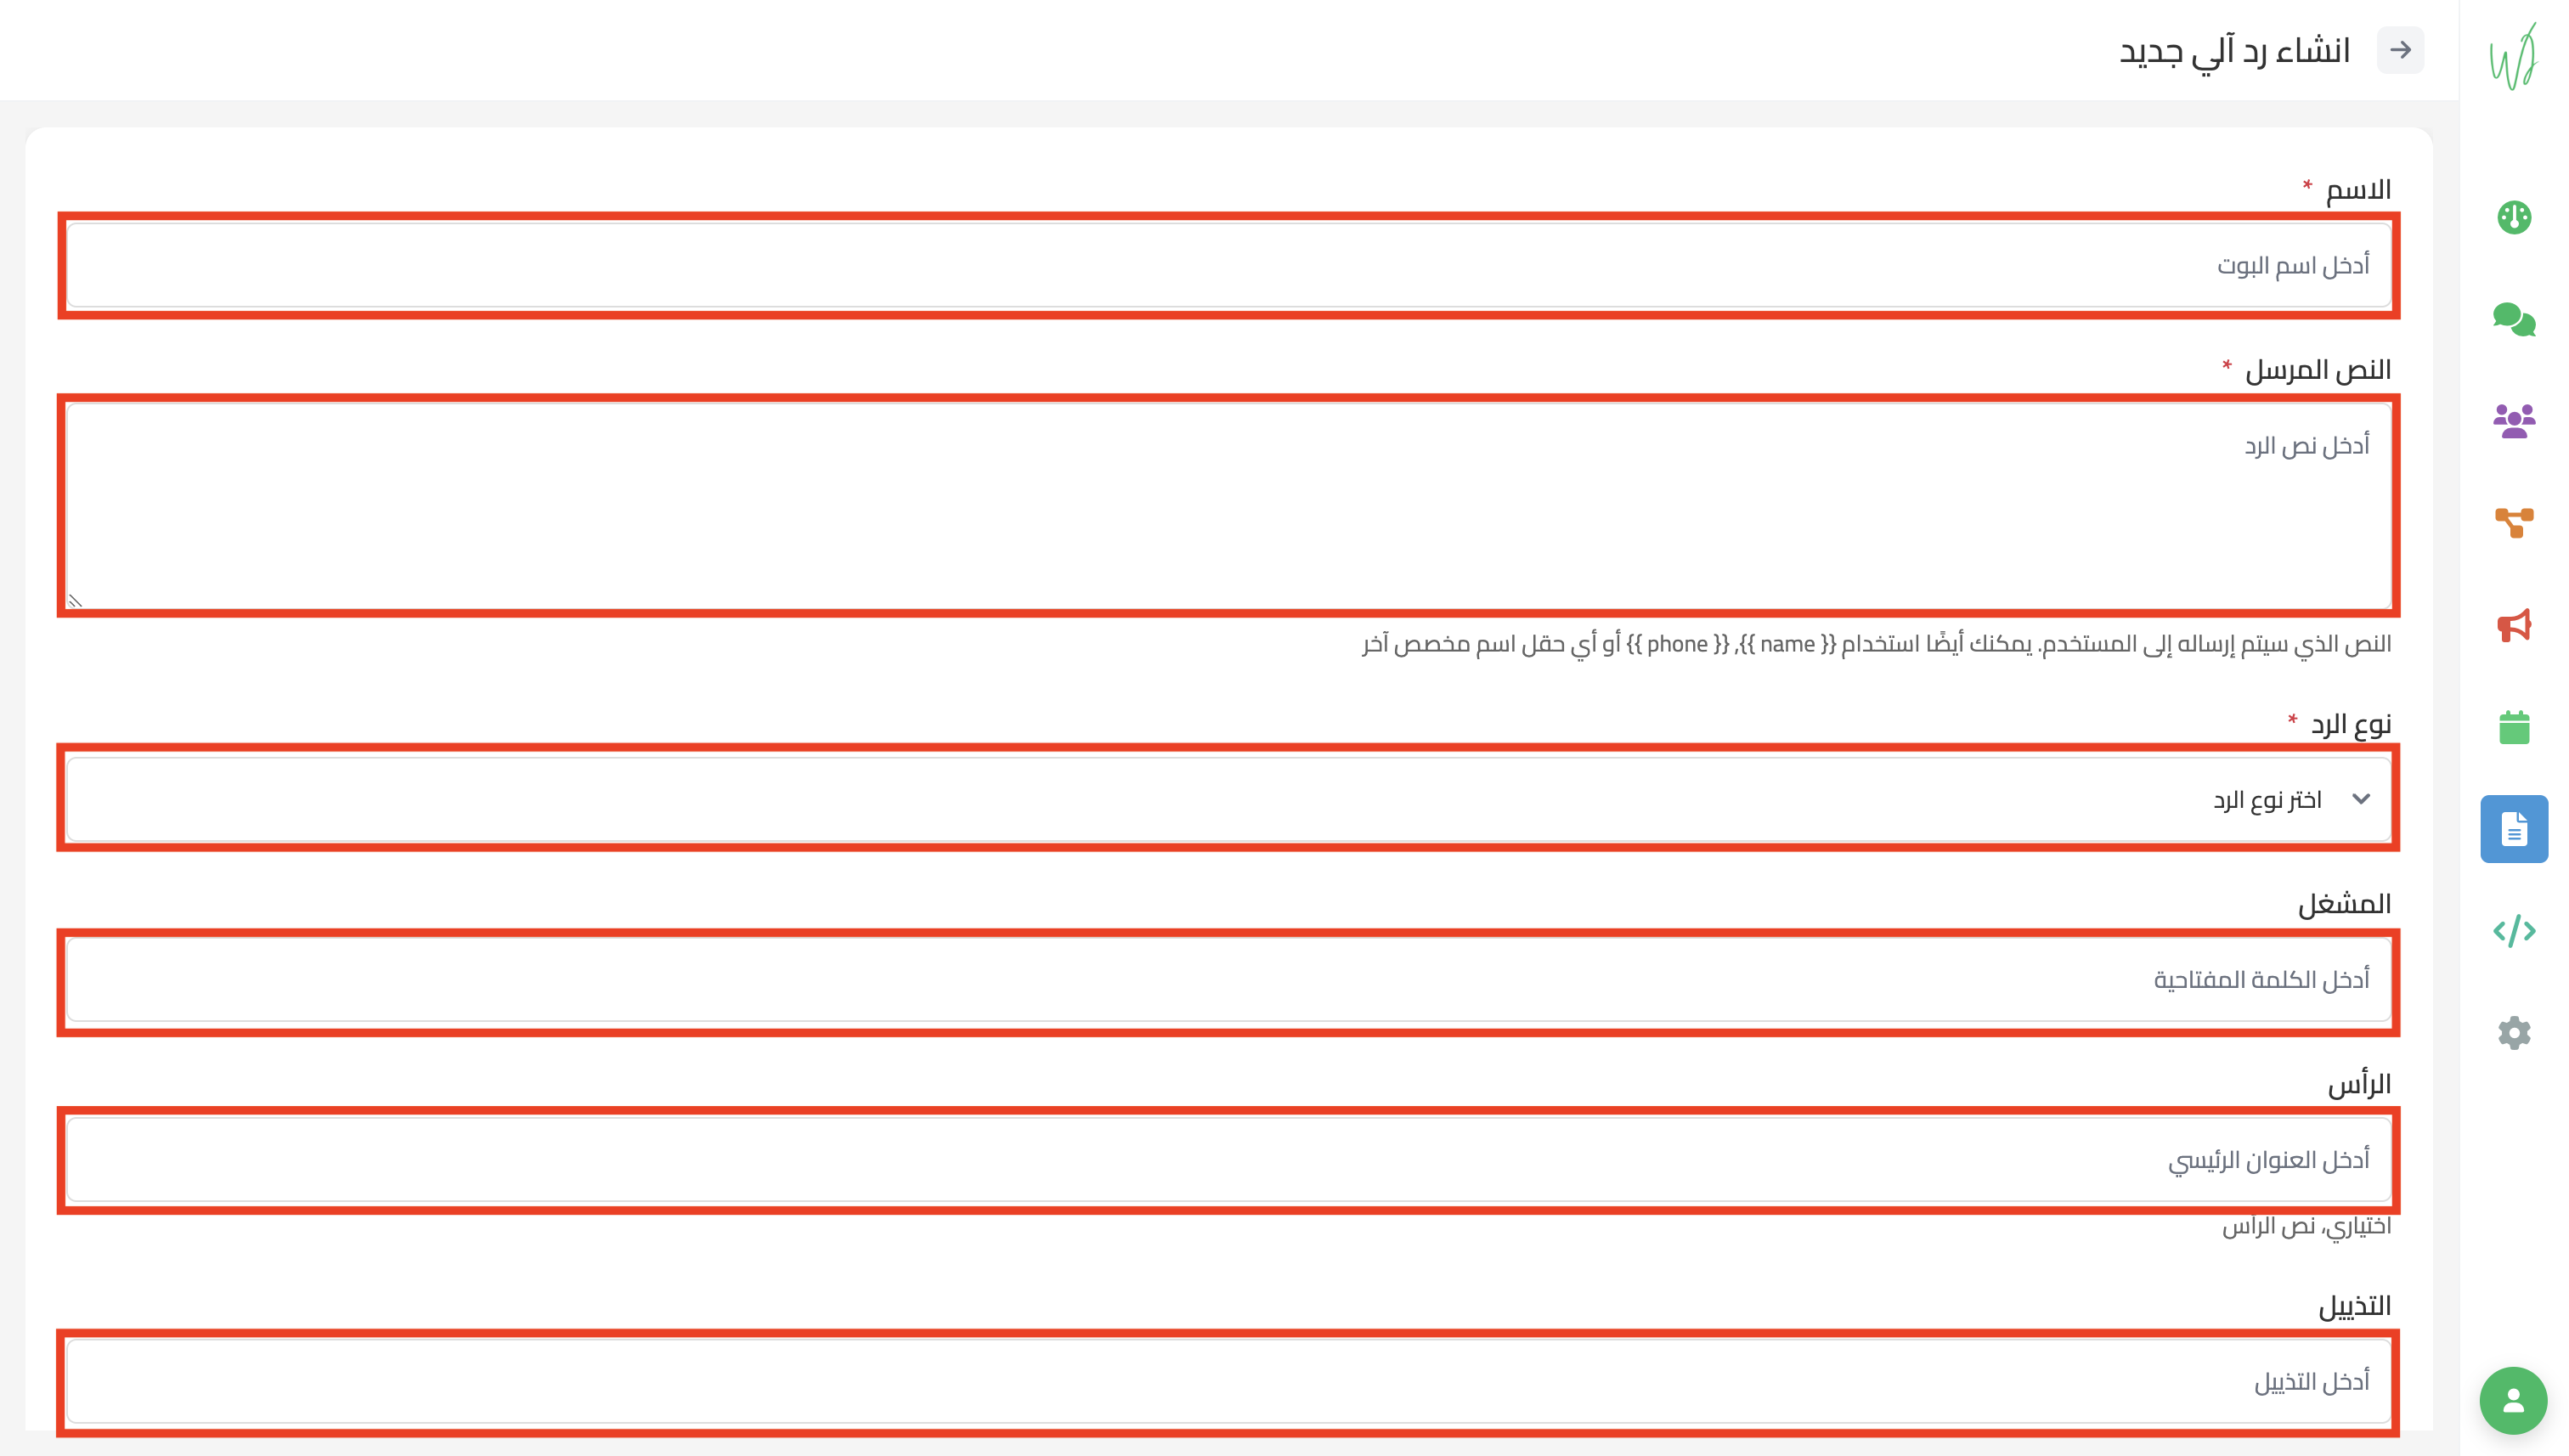 انشاء رد آلي جديد
الاسم *
أدخل اسم البوت
النص المرسل *
أدخل نص الرد
النص الذي سيتم إرساله إلى المستخدم. يمكنك أيضًا استخدام {{ name }}, {{ phone }} أو أي حقل اسم مخصص آخر
نوع الرد *
اختر نوع الرد
المشغل
أدخل الكلمة المفتاحية
الرأس
أدخل العنوان الرئيسي
اختياري، نص الرأس
التذييل
أدخل التذييل